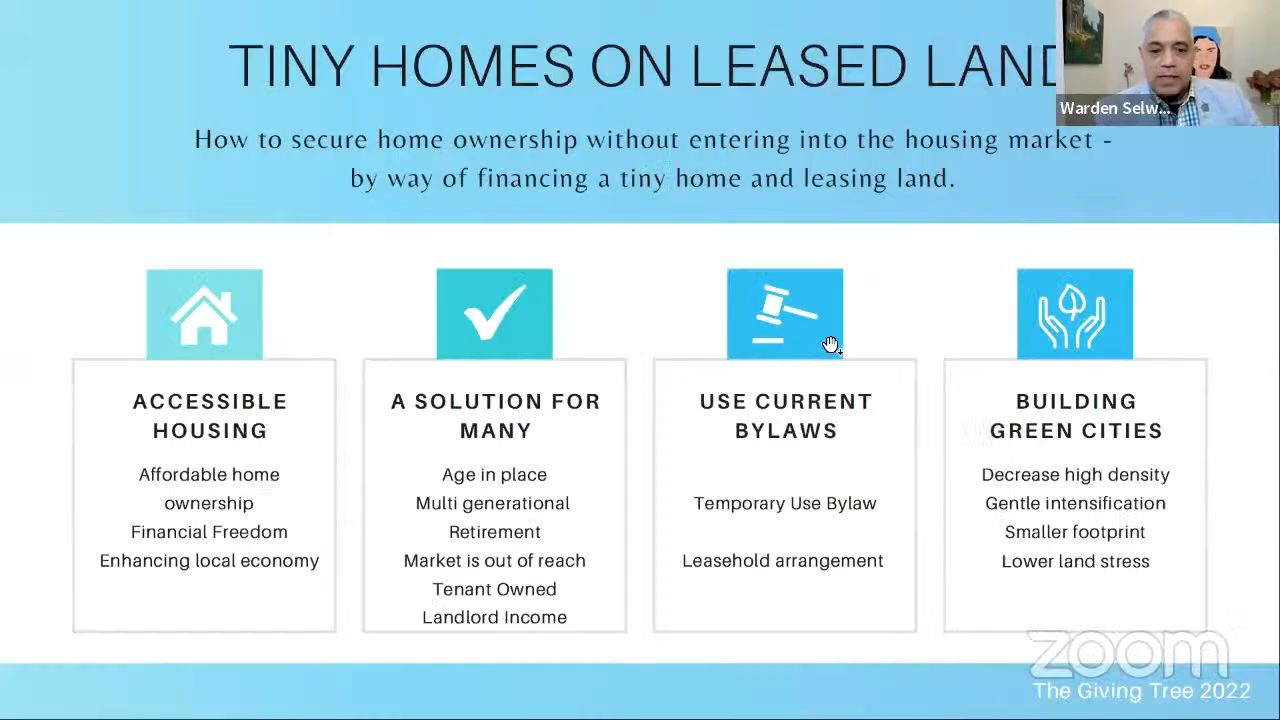 TINY HOMES ON LEASED LAND
Warden Selw...
How to secure home ownership without entering into the housing market -
by way of financing a tiny home and leasing land.
ACCESSIBLE
HOUSING
Affordable home
ownership
Financial Freedom
Enhancing local economy
A SOLUTION FOR
MANY
Age in place
Multi generational
Retirement
Market is out of reach
Tenant Owned
Landlord Income
USE CURRENT
BYLAWS
Temporary Use Bylaw
Leasehold arrangement
BUILDING
GREEN CITIES
Decrease high density
Gentle intensification
Smaller footprint
Lower land stress
zoom
The Giving Tree 2022